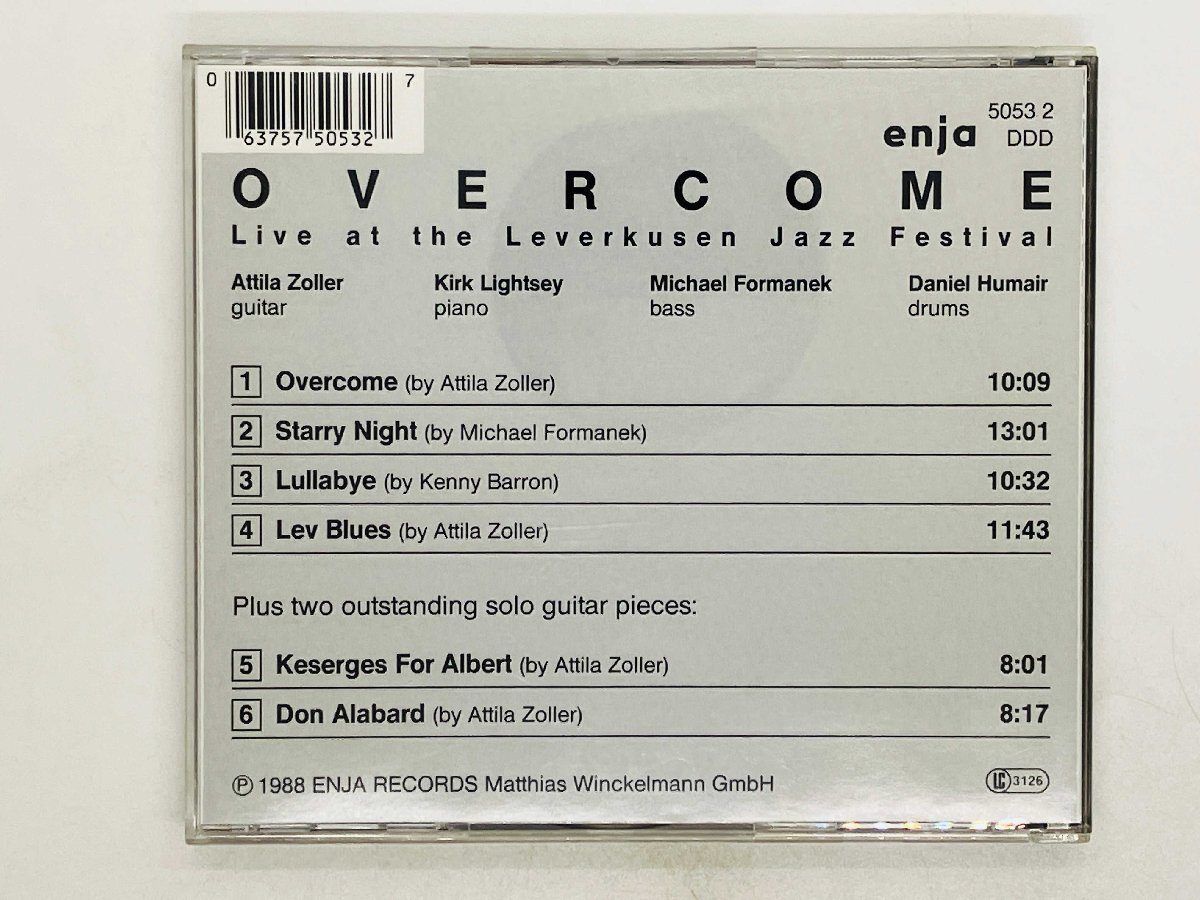 0 7
63757 50532
enja 5053 2
DDD
OVERCOME
Live at the Leverkusen Jazz Festival
Attila Zoller Kirk Lightsey Michael Formanek Daniel Humair
guitar piano bass drums
1 Overcome (by Attila Zoller) 10:09
2 Starry Night (by Michael Formanek) 13:01
3 Lullabye (by Kenny Barron) 10:32
4 Lev Blues (by Attila Zoller) 11:43
Plus two outstanding solo guitar pieces:
5 Keserges For Albert (by Attila Zoller) 8:01
6 Don Alabard (by Attila Zoller) 8:17
Ⓟ 1988 ENJA RECORDS Matthias Winckelmann GmbH LC 3126